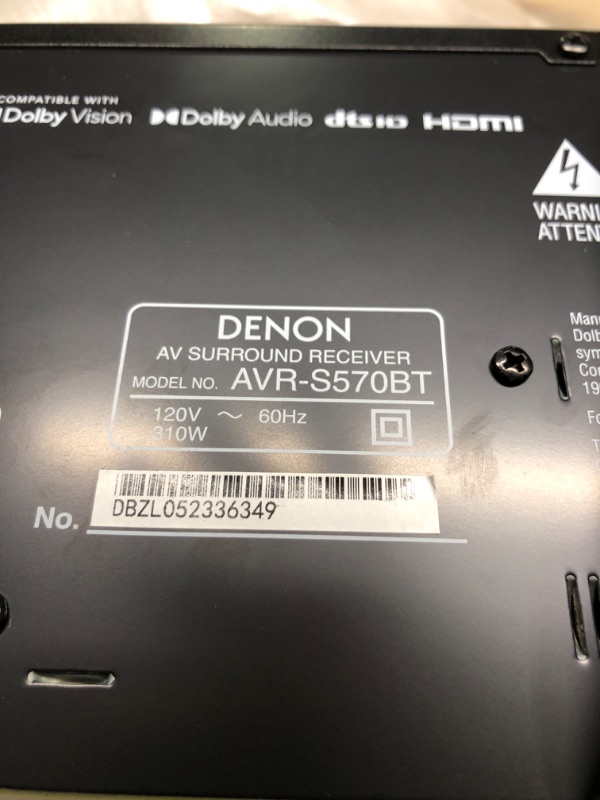 COMPATIBLE WITH
Dolby Vision Dolby Audio dts HD HDMI
DENON
AV SURROUND RECEIVER
MODEL NO. AVR-S570BT
120V ~ 60Hz
310W
No.
DBZL052336349